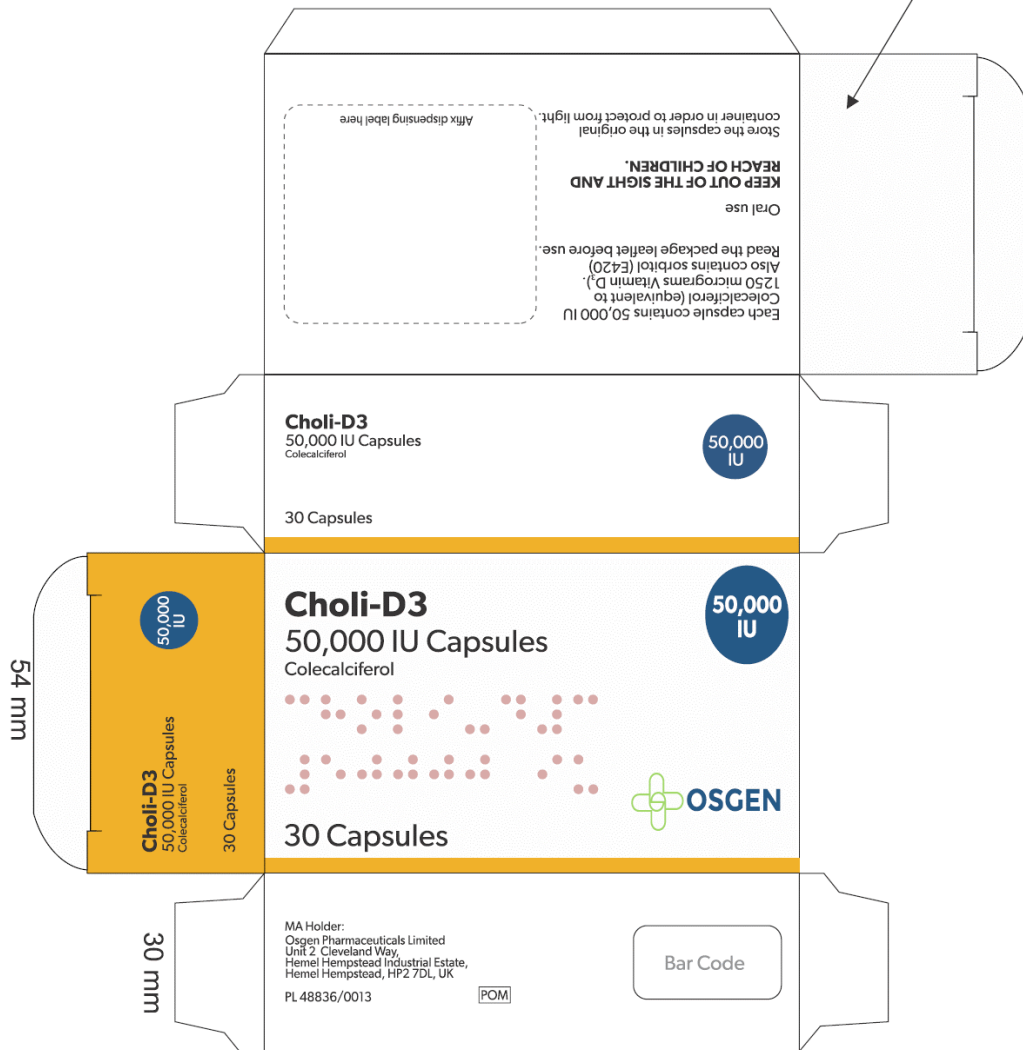 Affix dispensing label here
Each capsule contains 50,000 IU
Colecalciferol (equivalent to
1250 micrograms Vitamin D₃).
Also contains sorbitol (E420)
Read the package leaflet before use.
Oral use
KEEP OUT OF THE SIGHT AND
REACH OF CHILDREN.
Store the capsules in the original
container in order to protect from light.
Choli-D3
50,000 IU Capsules
Colecalciferol
30 Capsules
50,000
IU
54 mm
Choli-D3
50,000 IU Capsules
Colecalciferol
30 Capsules
50,000
IU
Choli-D3
50,000 IU Capsules
Colecalciferol
50,000
IU
OSGEN
30 Capsules
30 mm
MA Holder:
Osgen Pharmaceuticals Limited
Unit 2 Cleveland Way,
Hemel Hempstead Industrial Estate,
Hemel Hempstead, HP2 7DL, UK
PL 48836/0013
POM
Bar Code